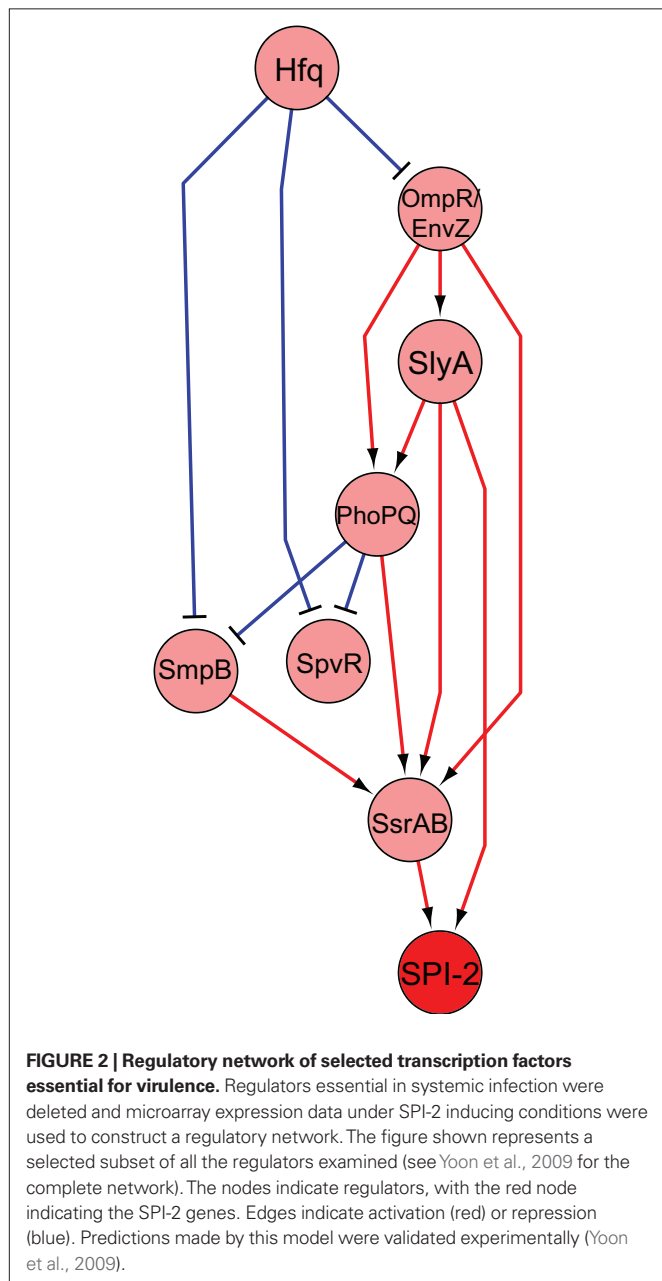 Hfq
OmpR/
EnvZ
SlyA
PhoPQ
SmpB
SpvR
SsrAB
SPI-2
FIGURE 2 | Regulatory network of selected transcription factors
essential for virulence. Regulators essential in systemic infection were
deleted and microarray expression data under SPI-2 inducing conditions were
used to construct a regulatory network. The figure shown represents a
selected subset of all the regulators examined (see Yoon et al., 2009 for the
complete network). The nodes indicate regulators, with the red node
indicating the SPI-2 genes. Edges indicate activation (red) or repression
(blue). Predictions made by this model were validated experimentally (Yoon
et al., 2009).